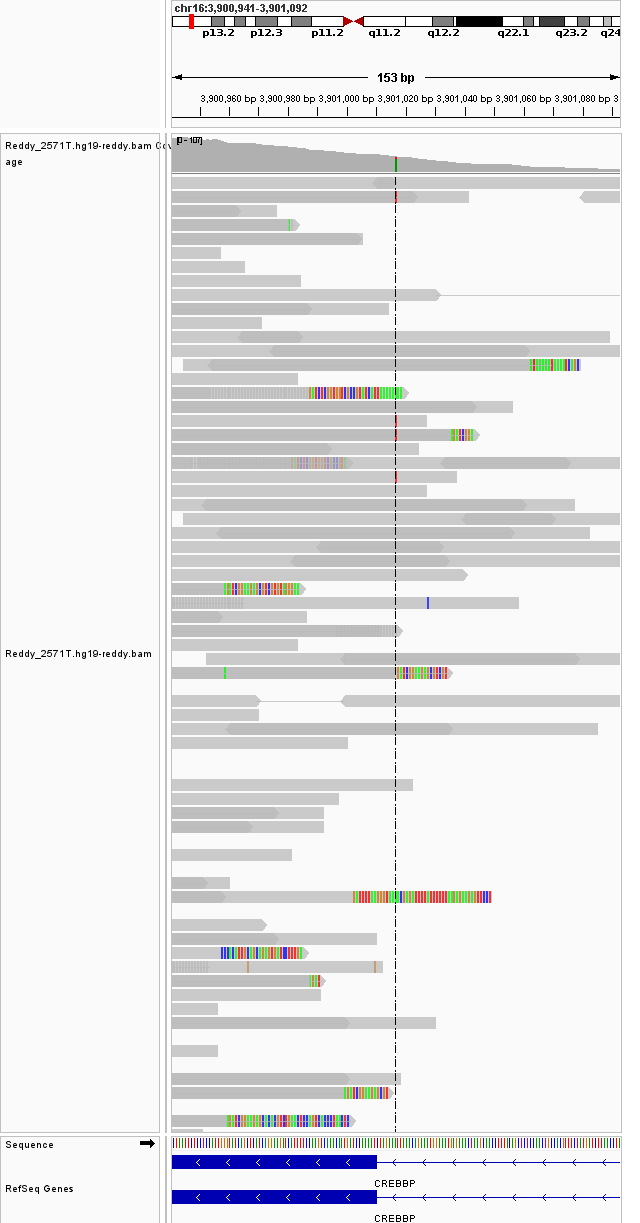 chr16:3,900,941-3,901,092
p13.2 p12.3 p11.2 q11.2 q12.2 q22.1 q23.2 q24
153 bp
3,900,960 bp 3,900,980 bp 3,901,000 bp 3,901,020 bp 3,901,040 bp 3,901,060 bp 3,901,080 bp 3
Reddy_2571T.hg19-reddy.bam Cov
age
[0 - 107]
Reddy_2571T.hg19-reddy.bam
Sequence
RefSeq Genes
CREBBP
CREBBP